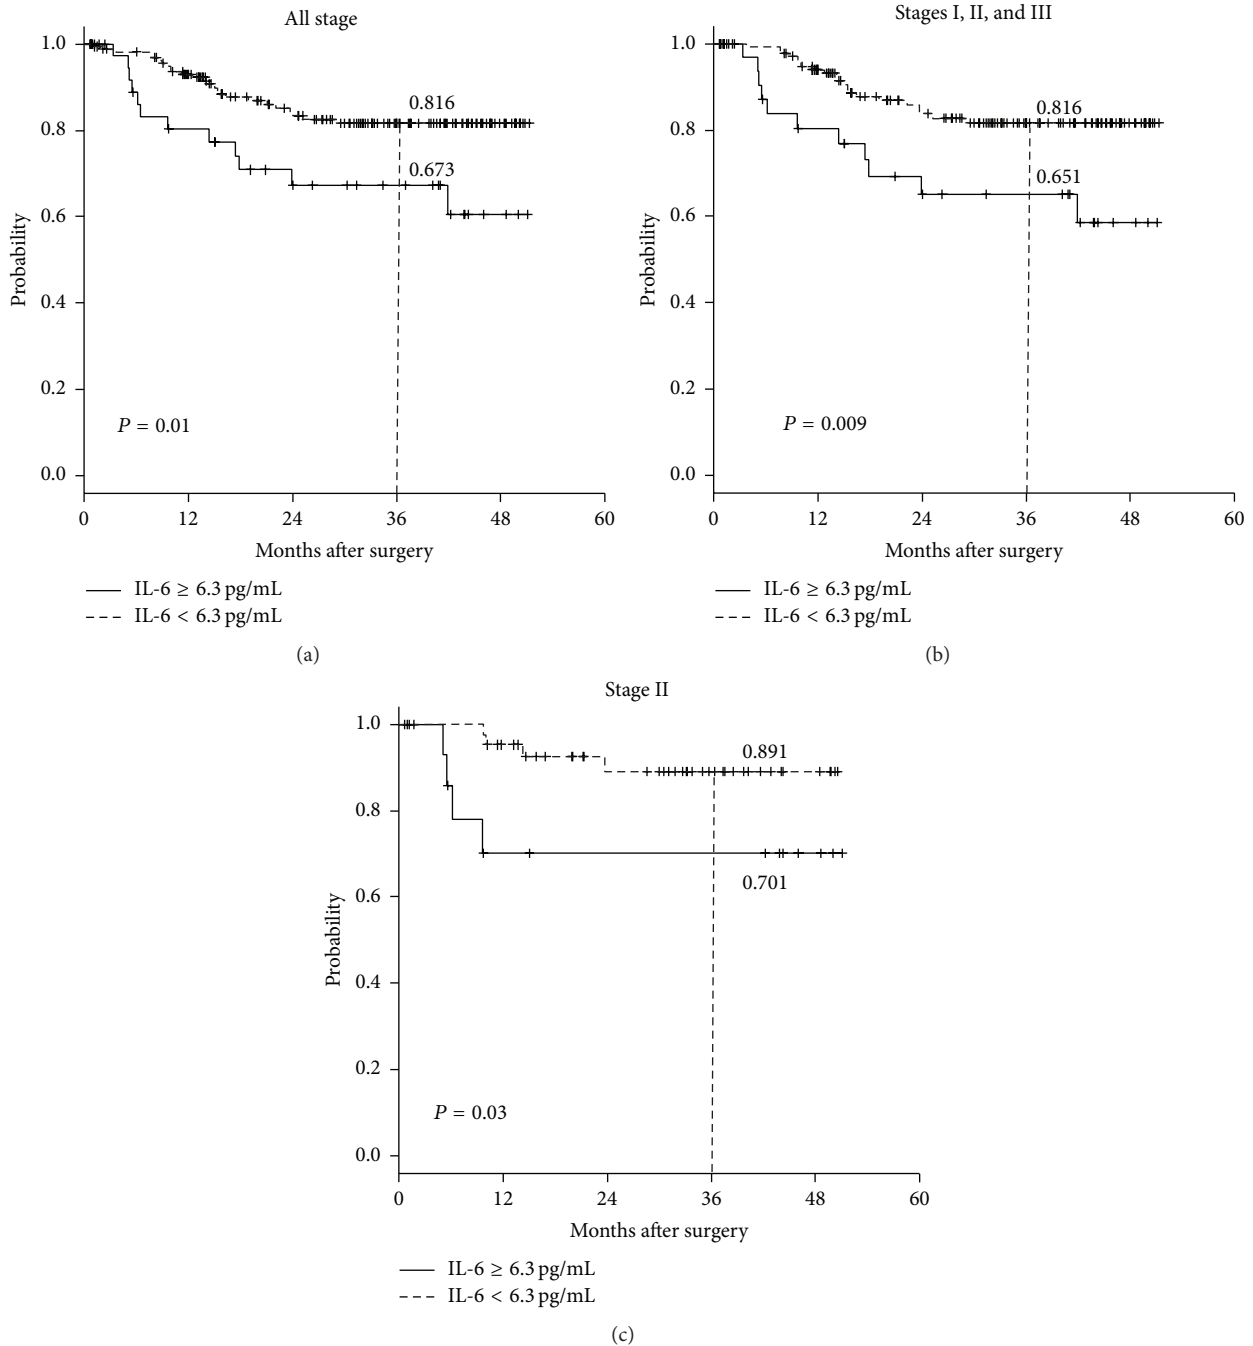 All stage
1.0
0.8
0.6
0.4
0.2
0.0
Probability
0.816
0.673
P = 0.01
0 12 24 36 48 60
Months after surgery
IL-6 ≥ 6.3 pg/mL
IL-6 < 6.3 pg/mL
(a)
Stages I, II, and III
1.0
0.8
0.6
0.4
0.2
0.0
Probability
0.816
0.651
P = 0.009
0 12 24 36 48 60
Months after surgery
IL-6 ≥ 6.3 pg/mL
IL-6 < 6.3 pg/mL
(b)
Stage II
1.0
0.8
0.6
0.4
0.2
0.0
Probability
0.891
0.701
P = 0.03
0 12 24 36 48 60
Months after surgery
IL-6 ≥ 6.3 pg/mL
IL-6 < 6.3 pg/mL
(c)